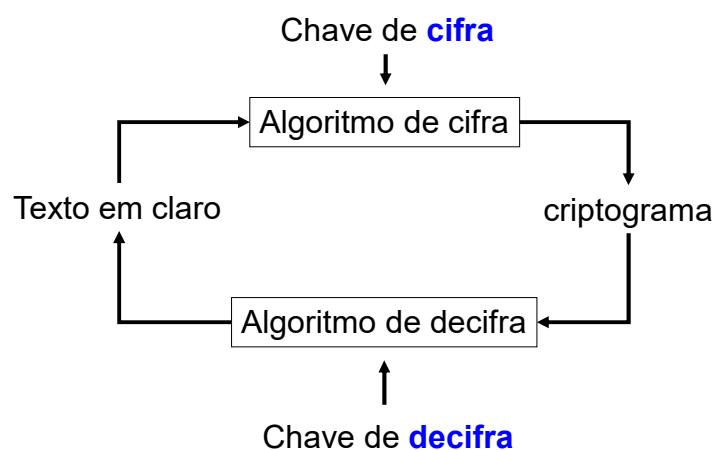 Chave de cifra
Algoritmo de cifra
Texto em claro
criptograma
Algoritmo de decifra
Chave de decifra